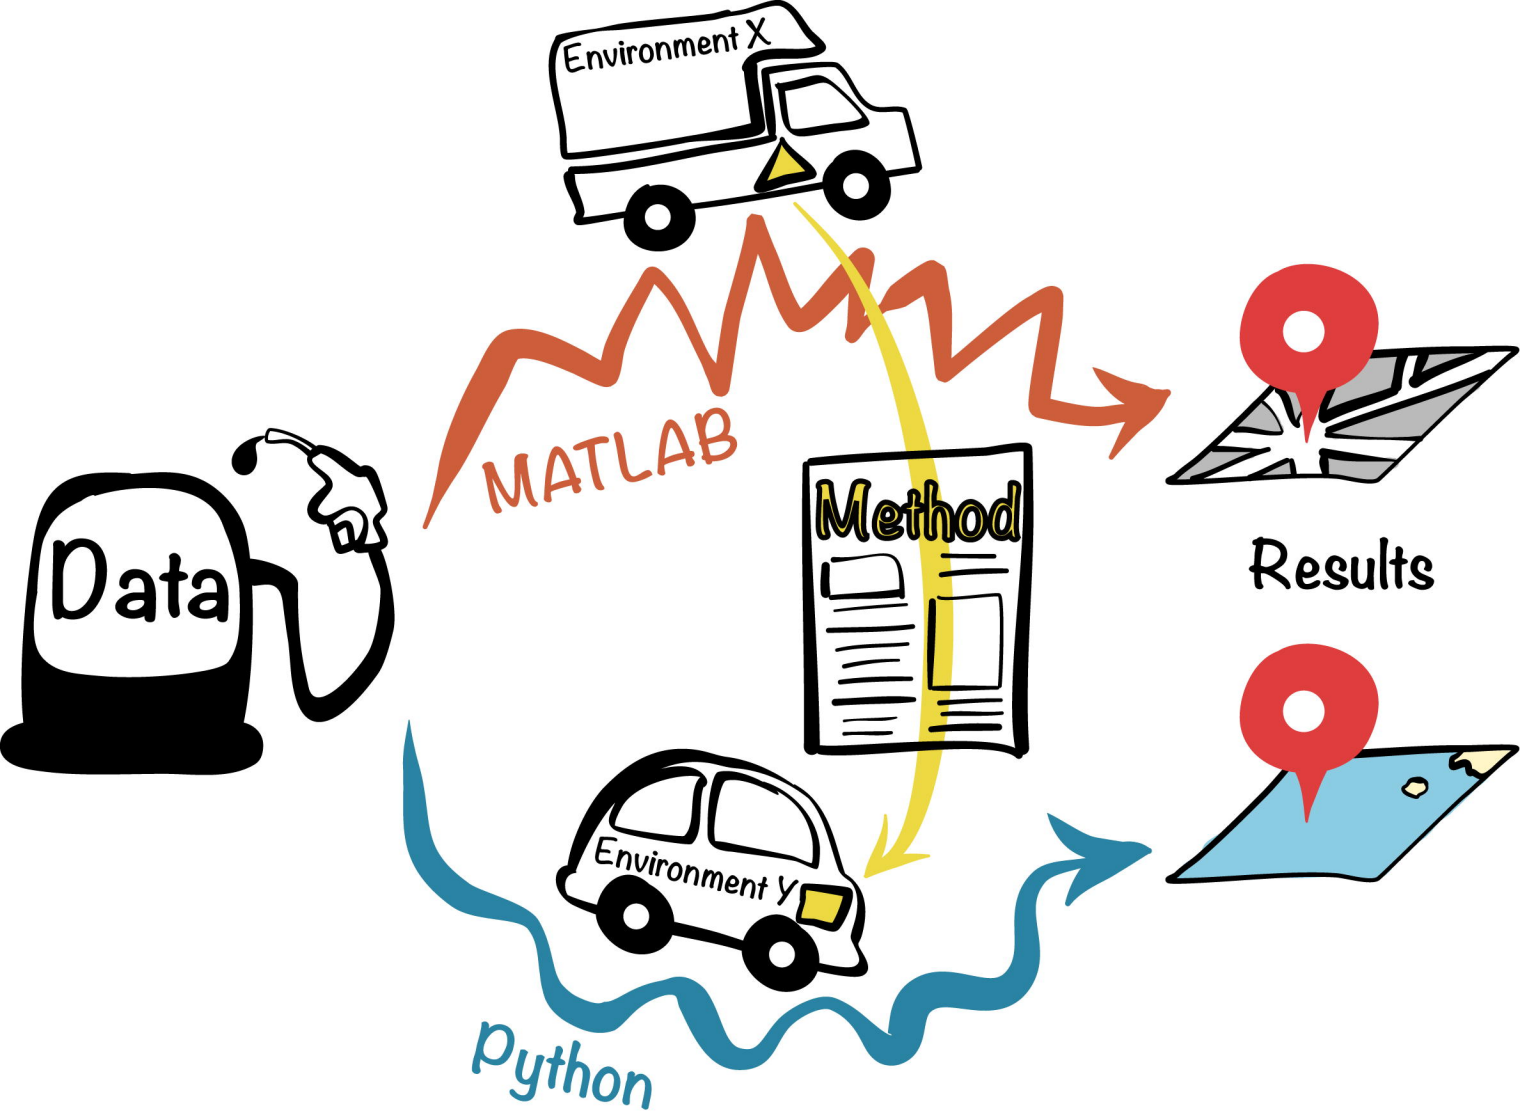 Environment X
MATLAB
Data
Method
Results
Environment Y
Python